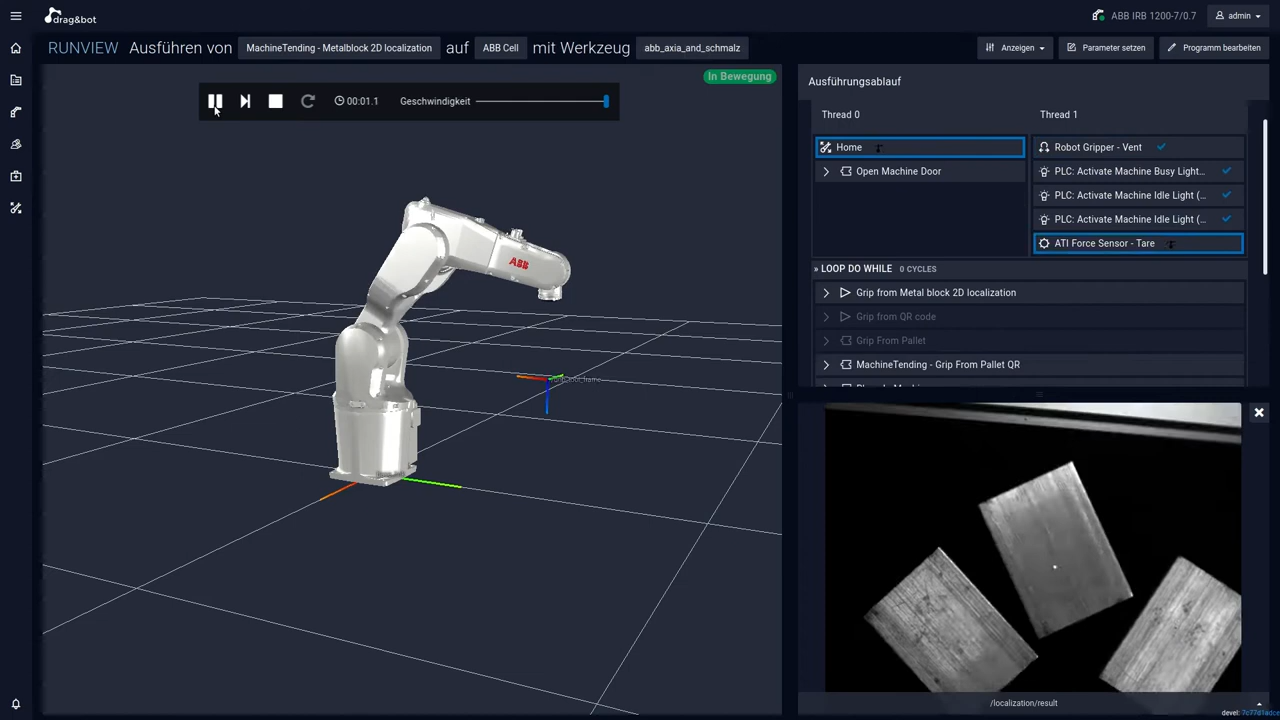 drag&bot
ABB IRB 1200-7/0.7
admin
RUNVIEW Ausführen von MachineTending - Metalblock 2D localization auf ABB Cell mit Werkzeug abb_axia_and_schmalz
Anzeigen
Parameter setzen
Programm bearbeiten
In Bewegung
00:01.1
Geschwindigkeit
ABB
Ausführungsablauf
Thread 0
Thread 1
Home
Robot Gripper - Vent
Open Machine Door
PLC: Activate Machine Busy Light...
PLC: Activate Machine Idle Light (...
PLC: Activate Machine Idle Light (...
ATI Force Sensor - Tare
» LOOP DO WHILE 0 CYCLES
Grip from Metal block 2D localization
Grip from QR code
Grip From Pallet
MachineTending - Grip From Pallet QR
/localization/result